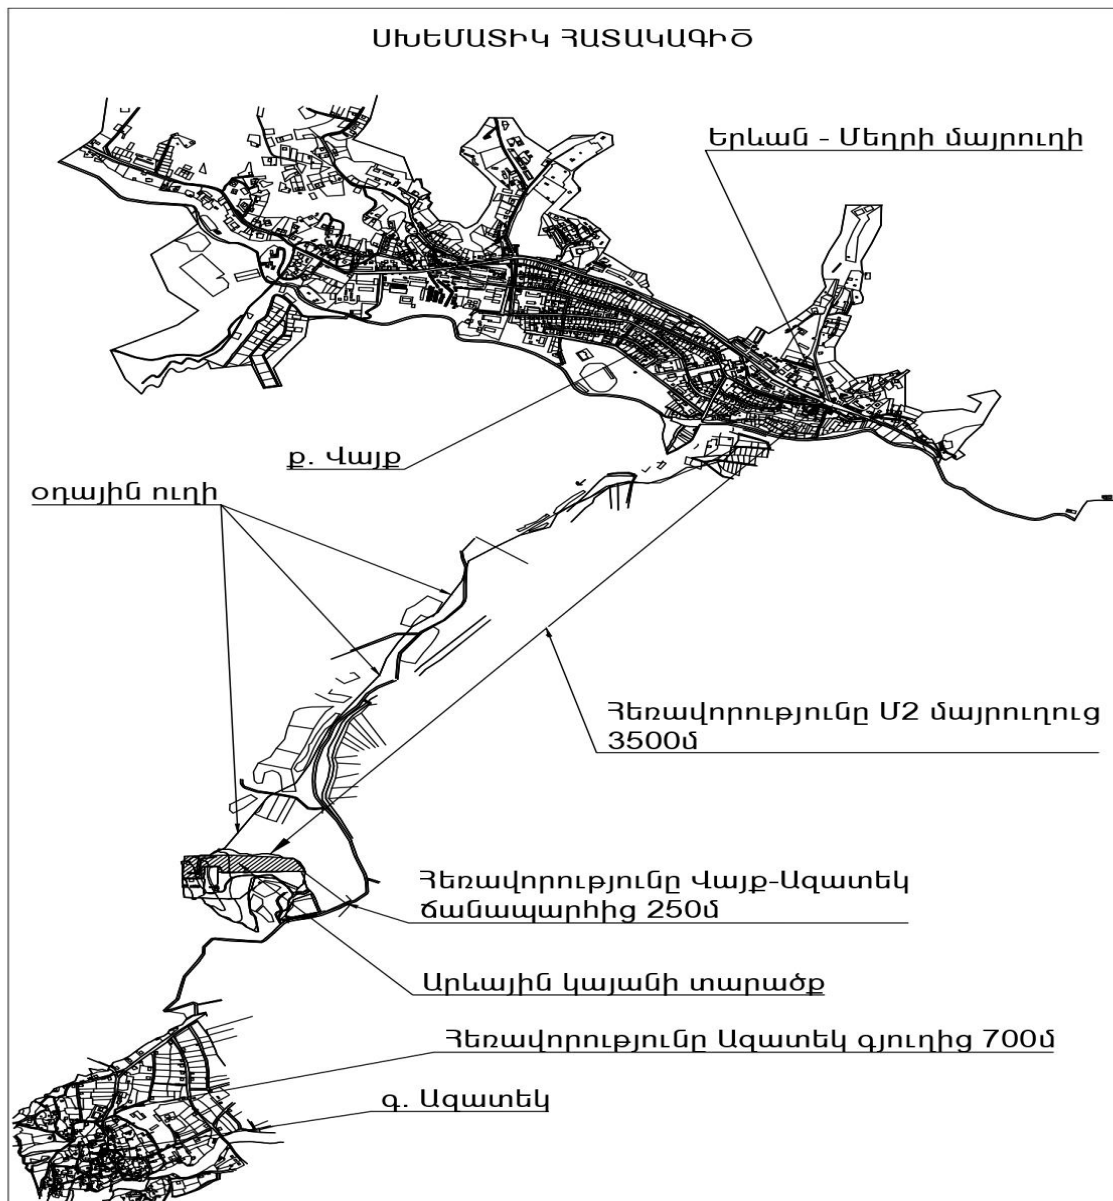 ՍԽԵՄԱՏԻԿ ՀԱՏԱԿԱԳԻԾ
Երևան - Մեղրի մայրուղի
ք. Վայք
օդային ուղի
Հեռավորությունը Մ2 մայրուղուց
3500մ
Հեռավորությունը Վայք-Ազատեկ
ճանապարհից 250մ
Արևային կայանի տարածք
Հեռավորությունը Ազատեկ գյուղից 700մ
գ. Ազատեկ